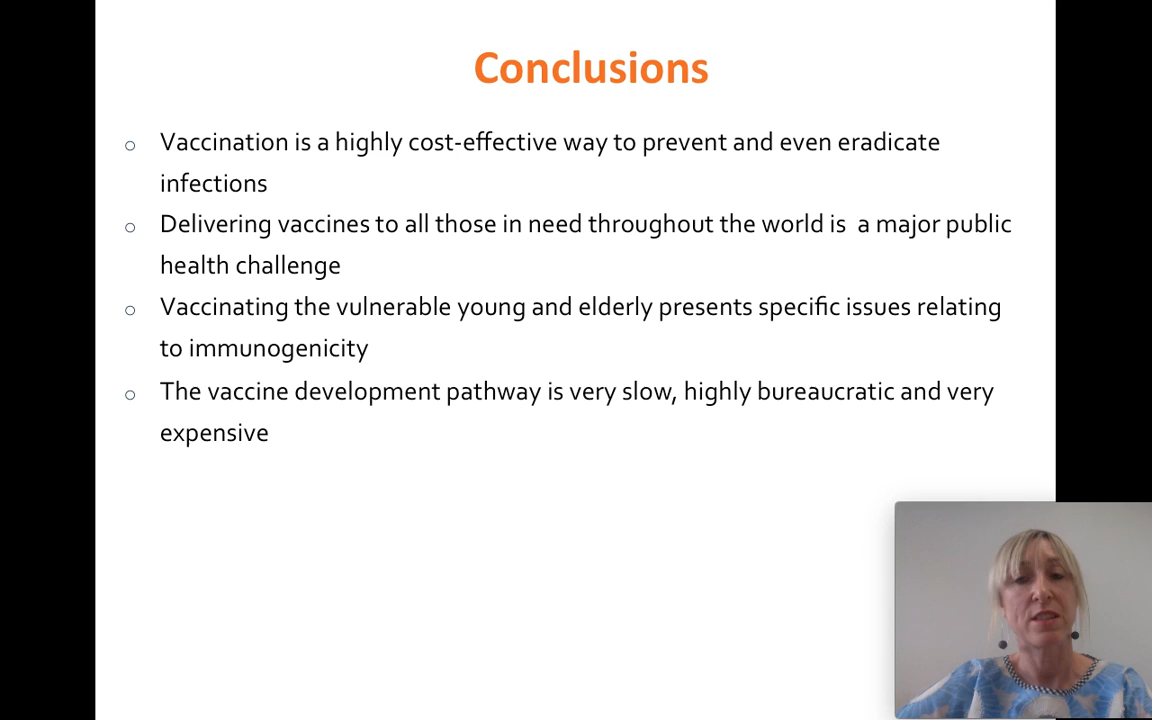 Conclusions
Vaccination is a highly cost-effective way to prevent and even eradicate
infections
Delivering vaccines to all those in need throughout the world is  a major public
health challenge
Vaccinating the vulnerable young and elderly presents specific issues relating
to immunogenicity
The vaccine development pathway is very slow, highly bureaucratic and very
expensive